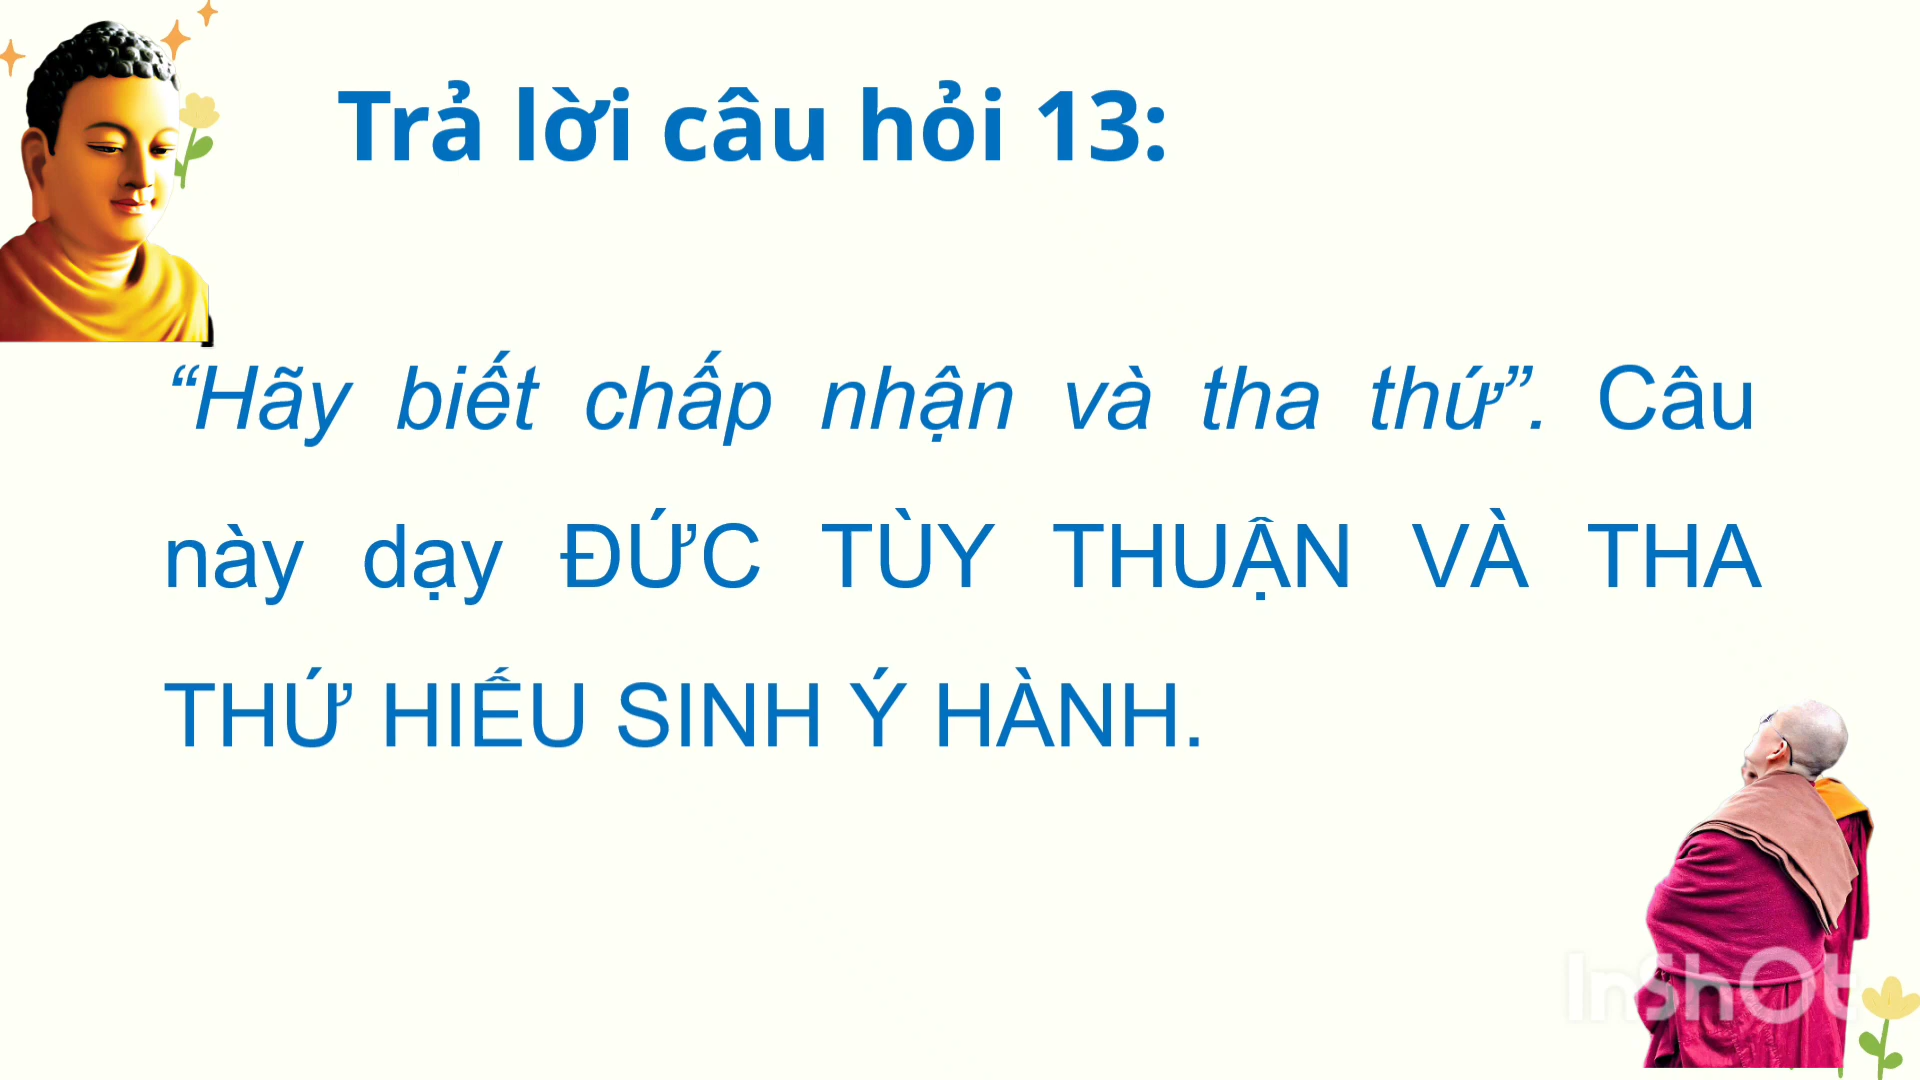 Trả lời câu hỏi 13:
“Hãy biết chấp nhận và tha thứ”. Câu
này dạy ĐỨC TÙY THUẬN VÀ THA
THỨ HIẾU SINH Ý HÀNH.
InShOt